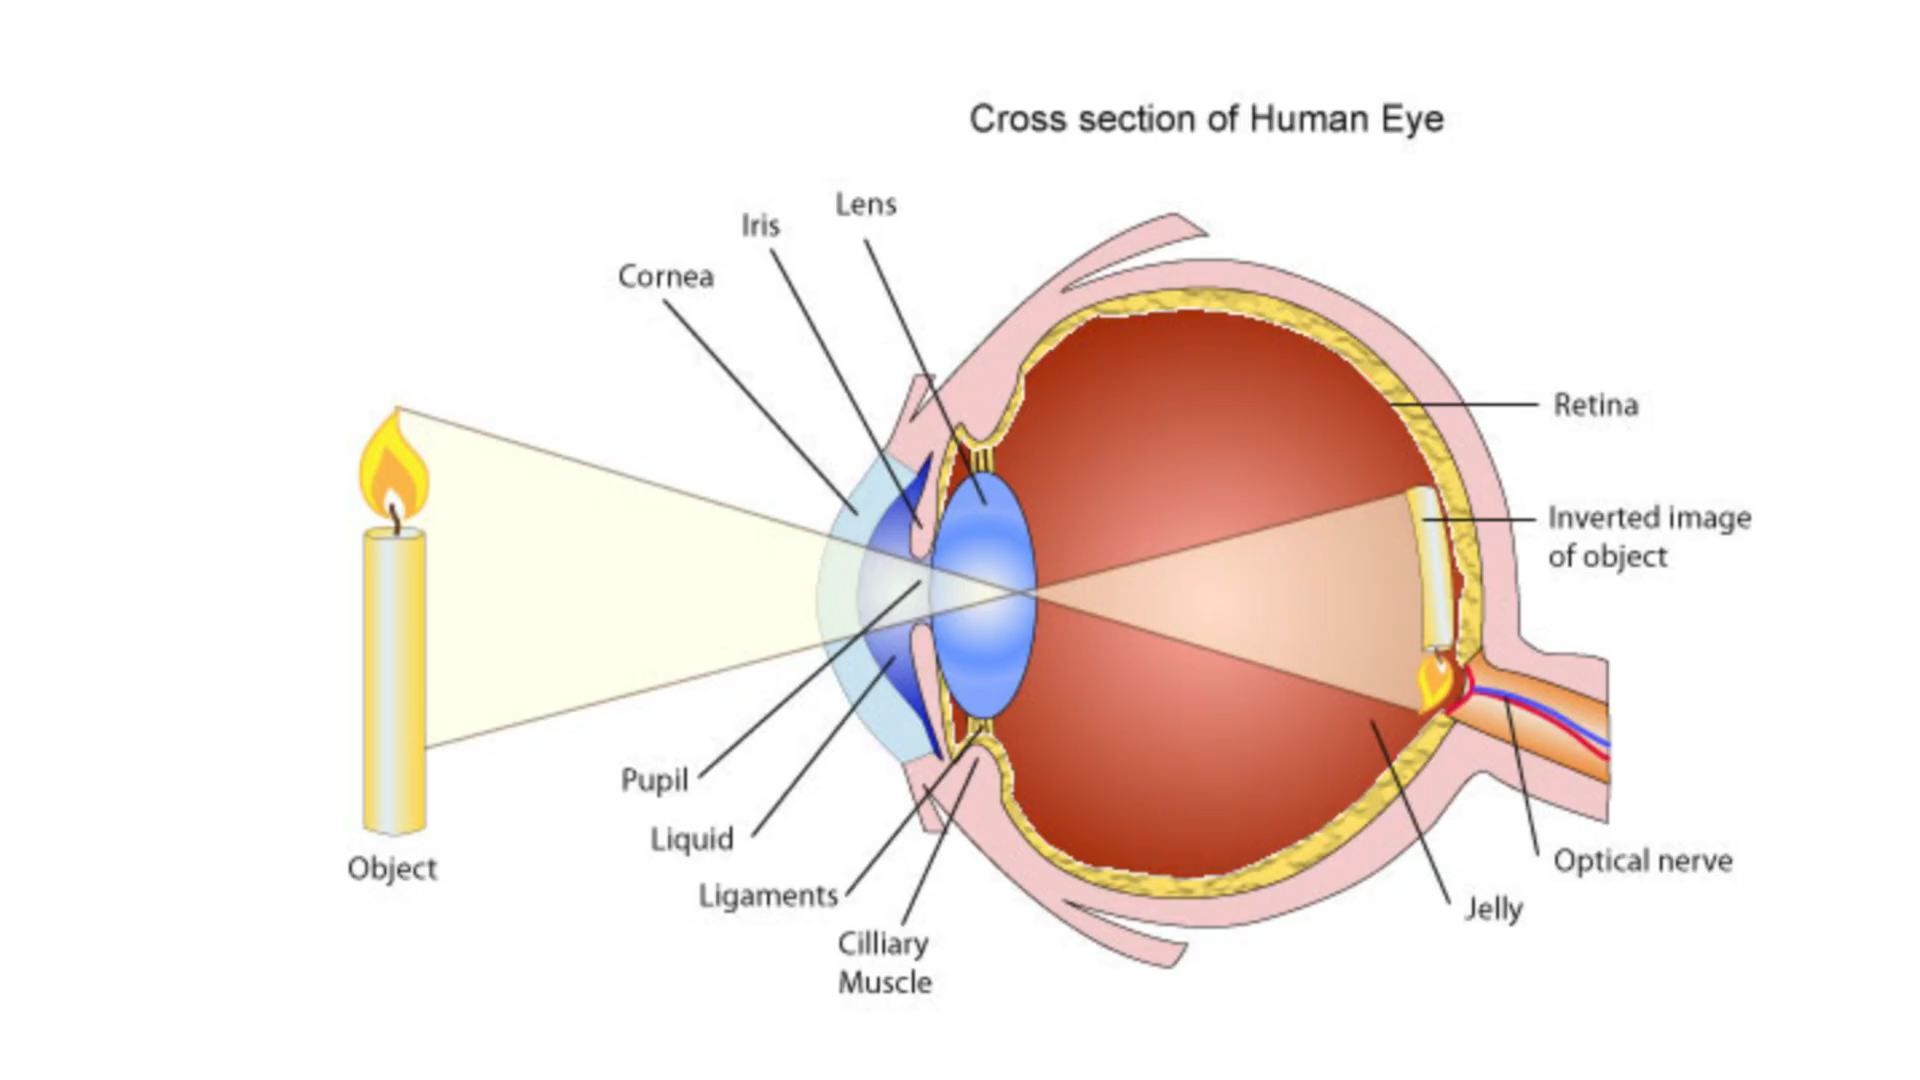 Cross section of Human Eye
Lens
Iris
Cornea
Retina
Inverted image
of object
Pupil
Liquid
Object
Ligaments
Cilliary
Muscle
Optical nerve
Jelly